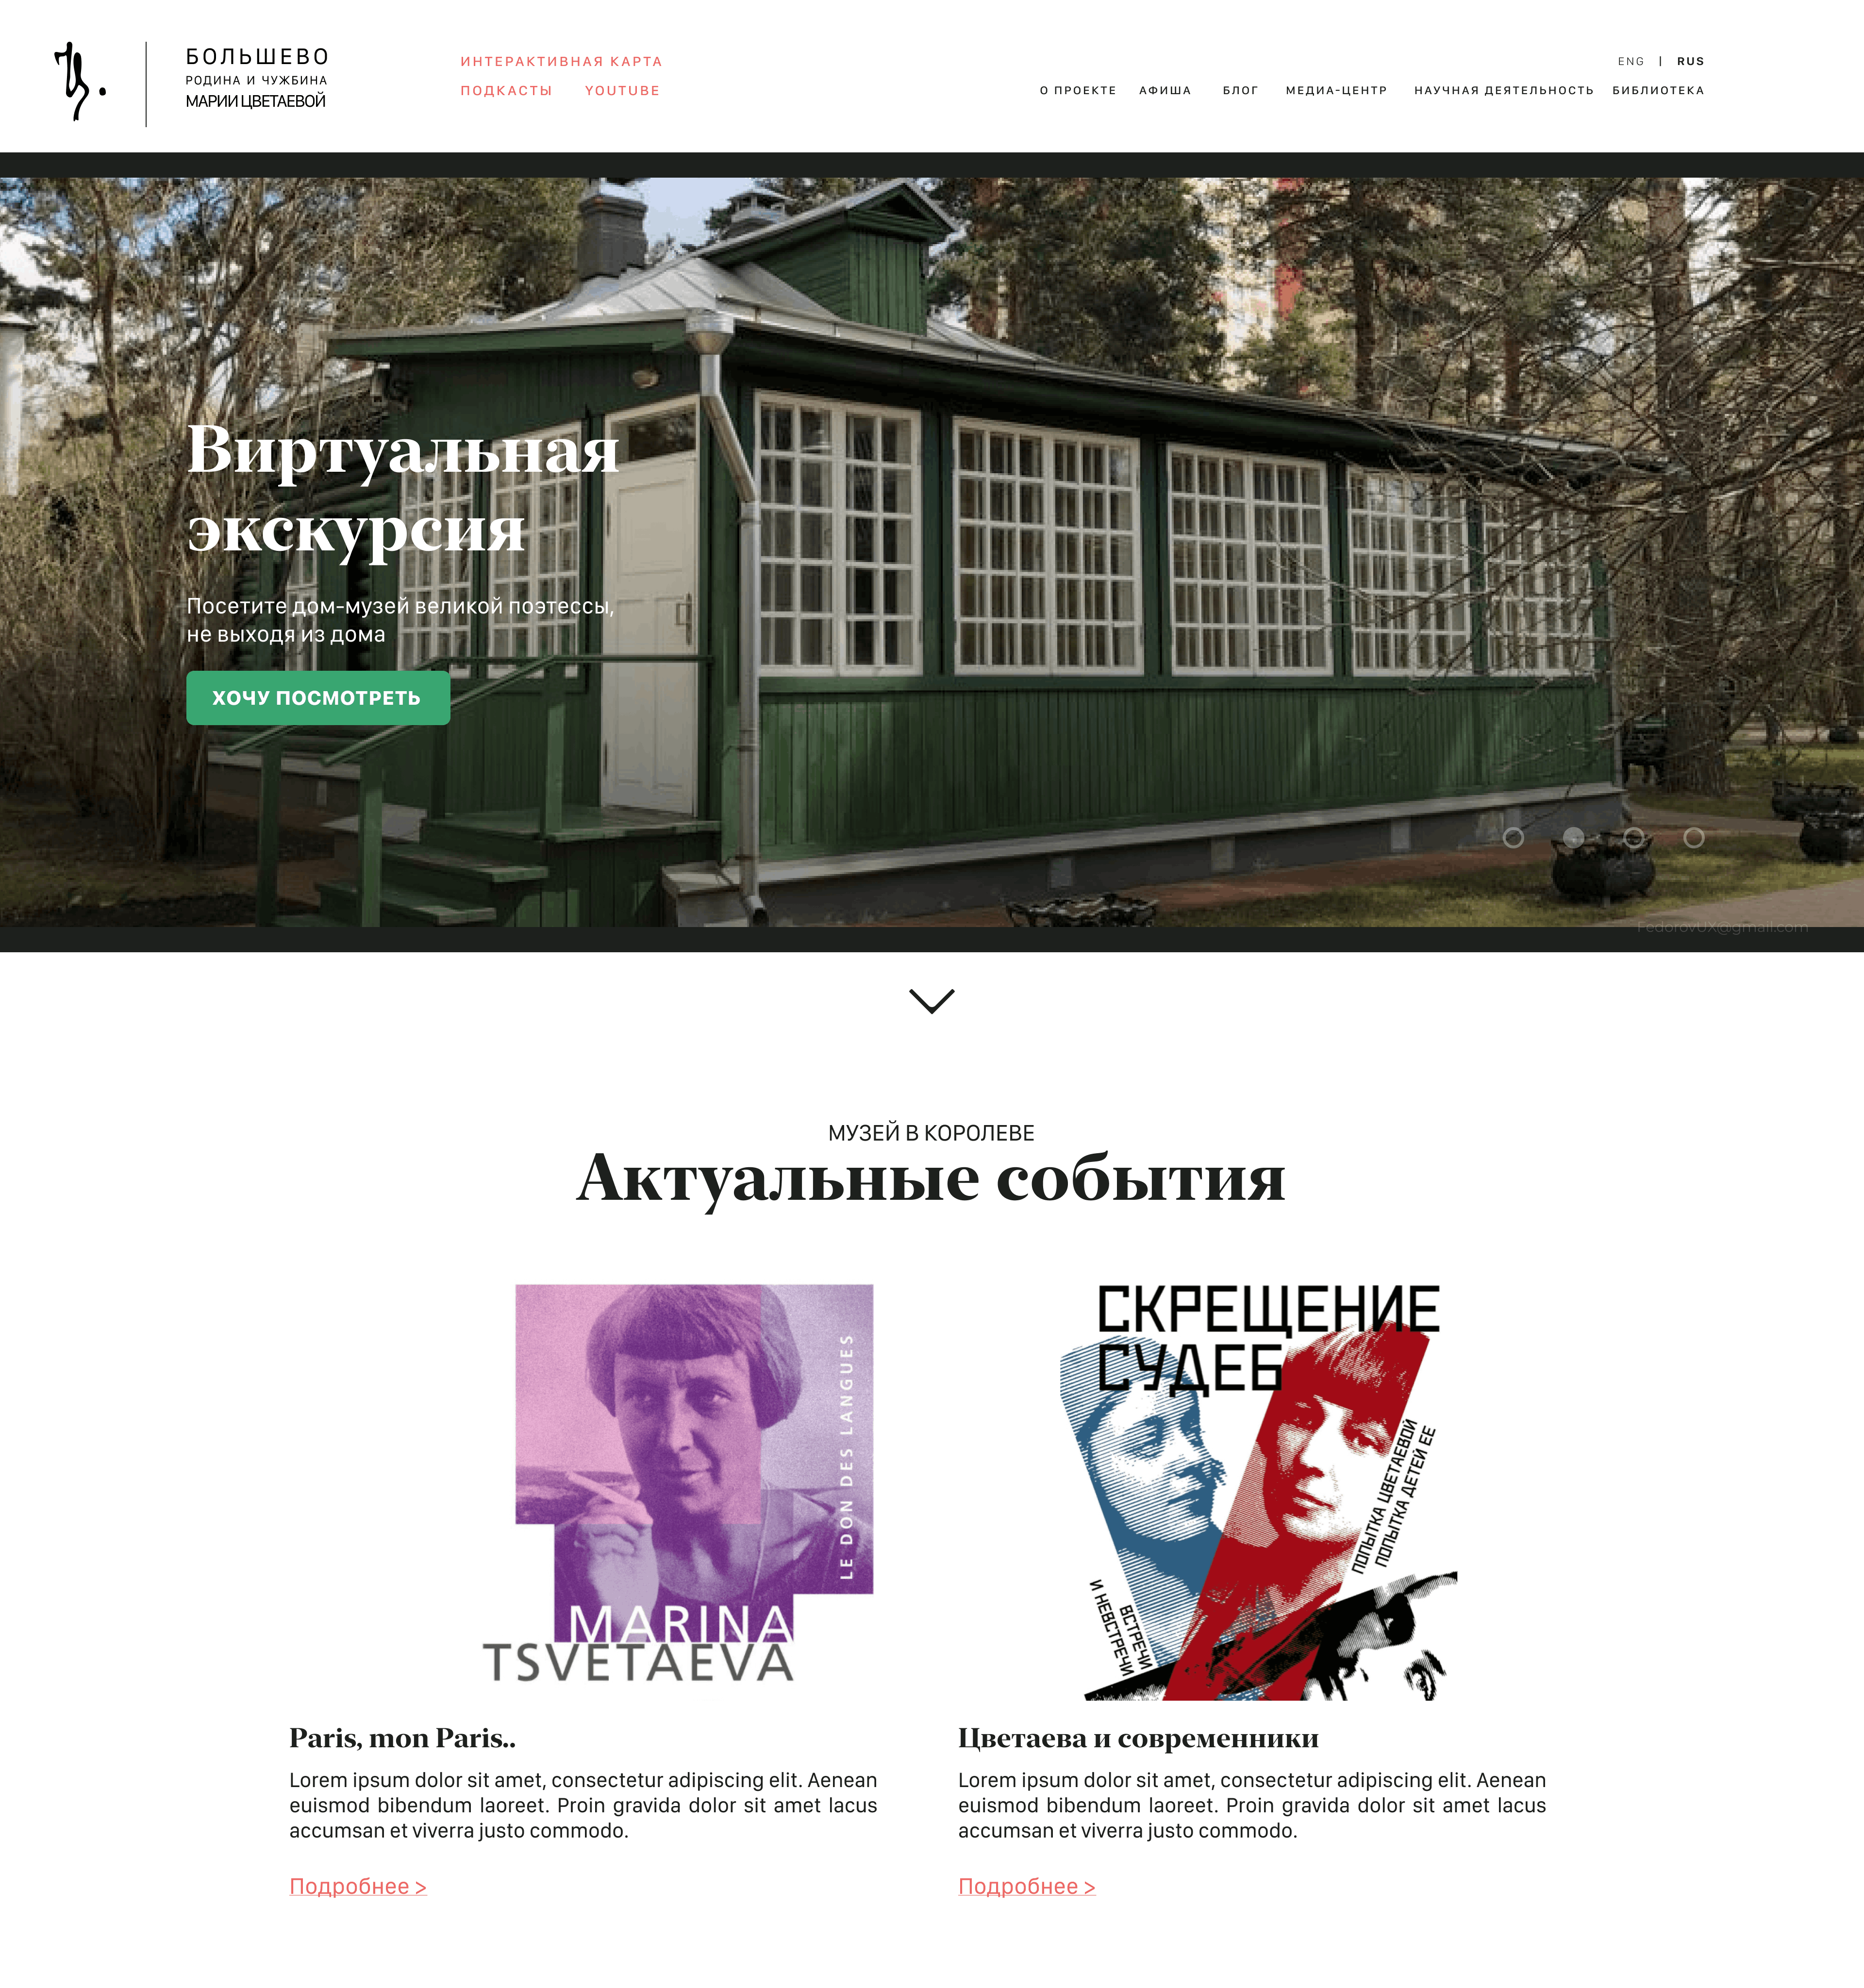 БОЛЬШЕВО
РОДИНА И ЧУЖБИНА
МАРИИ ЦВЕТАЕВОЙ
ИНТЕРАКТИВНАЯ КАРТА
ПОДКАСТЫ YOUTUBE
ENG | RUS
О ПРОЕКТЕ АФИША БЛОГ МЕДИА-ЦЕНТР НАУЧНАЯ ДЕЯТЕЛЬНОСТЬ БИБЛИОТЕКА
Виртуальная
экскурсия
Посетите дом-музей великой поэтессы,
не выходя из дома
ХОЧУ ПОСМОТРЕТЬ
FedorovUX@gmail.com
МУЗЕЙ В КОРОЛЕВЕ
Актуальные события
LE DON DES LANGUES
MARINA
TSVETAEVA
Paris, mon Paris..
Lorem ipsum dolor sit amet, consectetur adipiscing elit. Aenean
euismod bibendum laoreet. Proin gravida dolor sit amet lacus
accumsan et viverra justo commodo.
Подробнее >
СКРЕЩЕНИЕ
СУДЕБ
ПОПЫТКА ЦВЕТАЕВОЙ
ПОПЫТКА ДЕТЕЙ ЕЕ
ВСТРЕЧИ
И НЕВСТРЕЧИ
Цветаева и современники
Lorem ipsum dolor sit amet, consectetur adipiscing elit. Aenean
euismod bibendum laoreet. Proin gravida dolor sit amet lacus
accumsan et viverra justo commodo.
Подробнее >